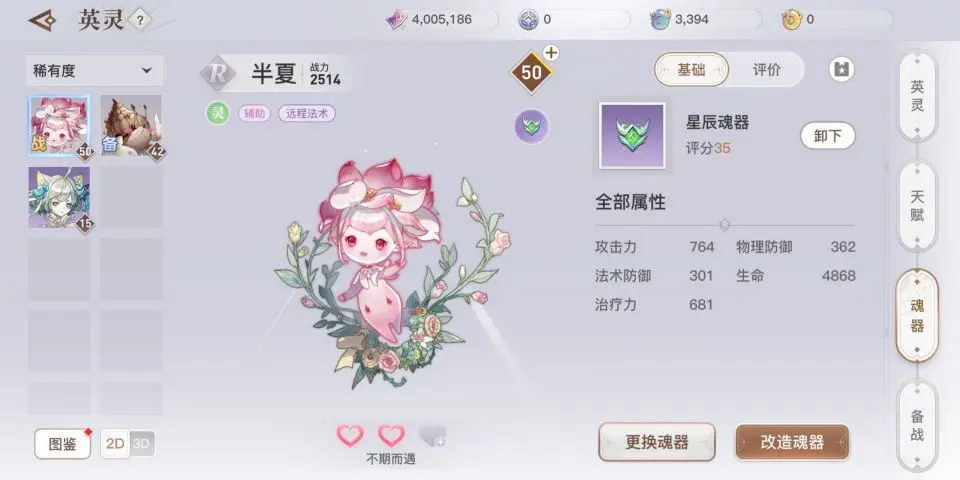 英灵 ?
4,005,186
0
3,394
0
稀有度
战 50
备 42
15
R 半夏 战力 2514
灵 辅助 远程法术
50
基础
评价
星辰魂器
评分35
卸下
全部属性
攻击力 764 物理防御 362
法术防御 301 生命 4868
治疗力 681
英灵
天赋
魂器
备战
图鉴
2D 3D
不期而遇
更换魂器
改造魂器